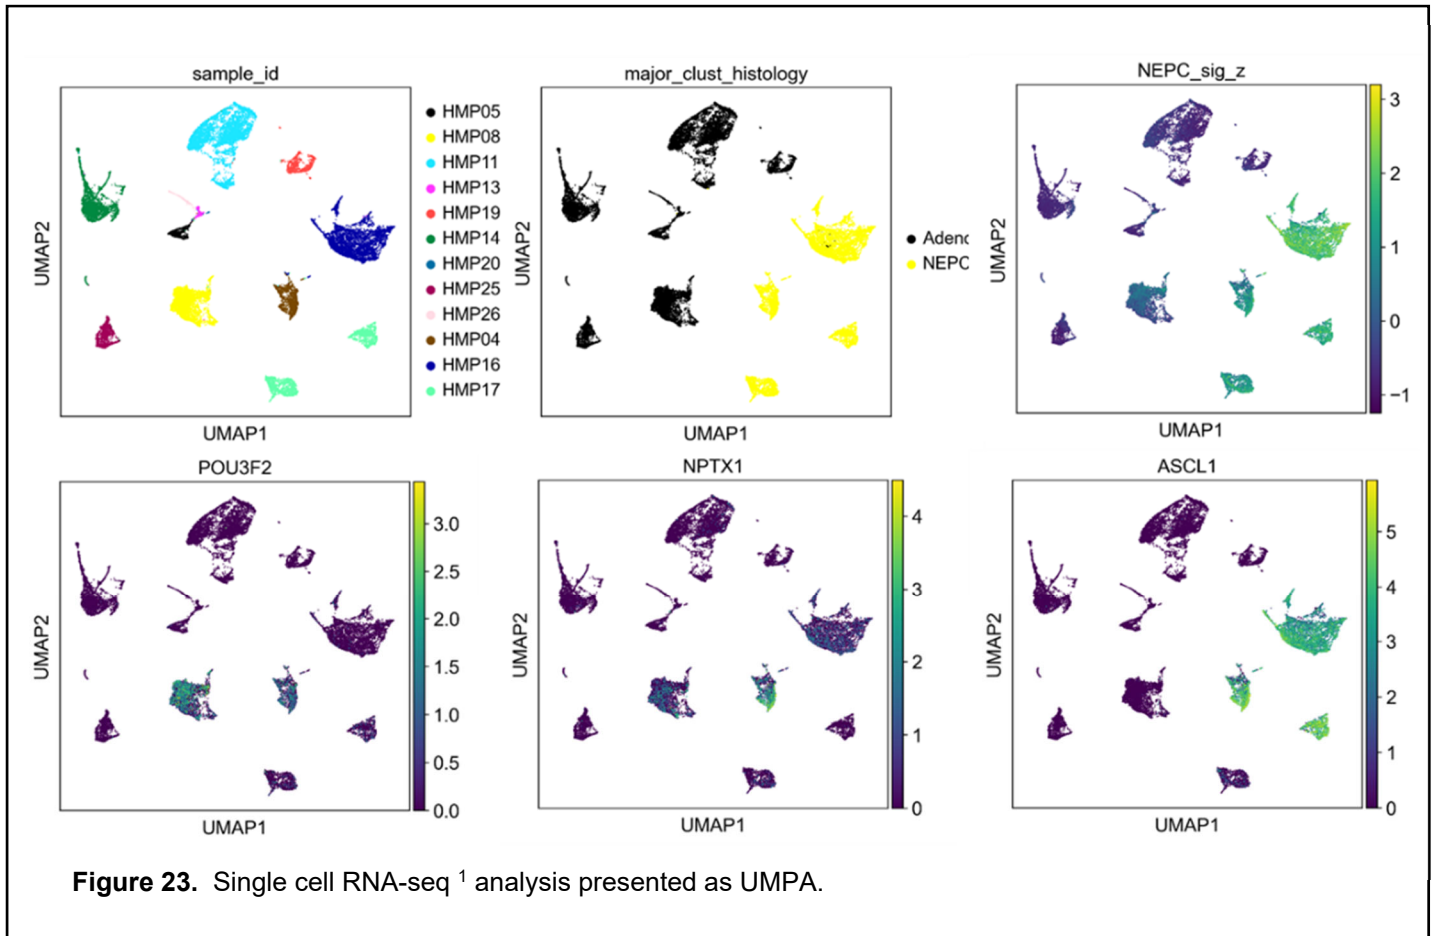 sample_id
HMP05
HMP08
HMP11
HMP13
HMP19
HMP14
HMP20
HMP25
HMP26
HMP04
HMP16
HMP17
UMAP2
UMAP1
major_clust_histology
Adenc
NEPC
UMAP2
UMAP1
NEPC_sig_z
3
2
1
0
−1
UMAP2
UMAP1
POU3F2
3.0
2.5
2.0
1.5
1.0
0.5
0.0
UMAP2
UMAP1
NPTX1
4
3
2
1
0
UMAP2
UMAP1
ASCL1
5
4
3
2
1
0
UMAP2
UMAP1
Figure 23. Single cell RNA-seq 1 analysis presented as UMPA.